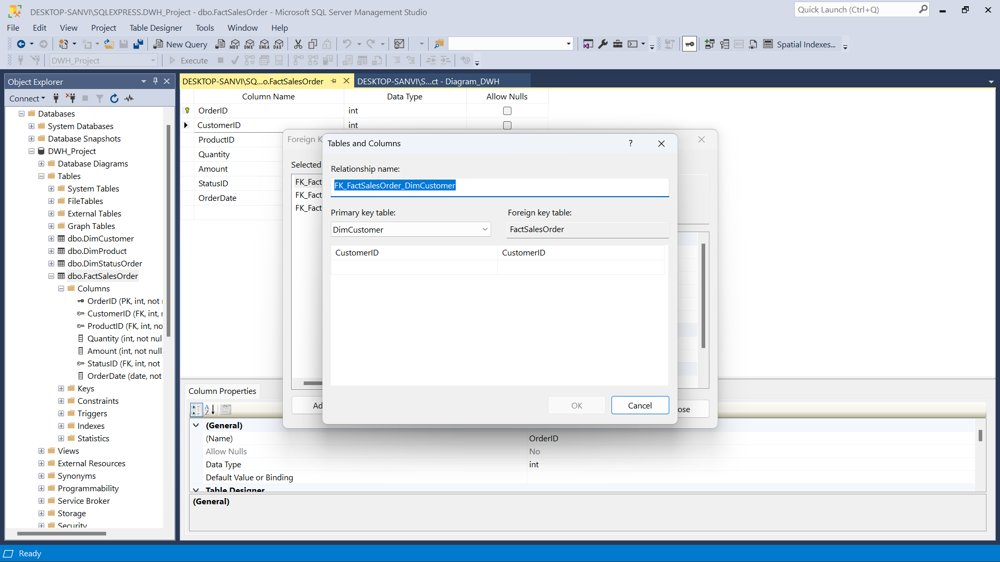 DESKTOP-SANVI\SQLEXPRESS.DWH_Project - dbo.FactSalesOrder - Microsoft SQL Server Management Studio
Quick Launch (Ctrl+Q)
File Edit View Project Table Designer Tools Window Help
New Query
MDX DMX XMLA DAX
Spatial Indexes...
DWH_Project
Execute
Object Explorer
DESKTOP-SANVI\SQ...o.FactSalesOrder
DESKTOP-SANVI\S...ct - Diagram_DWH
Connect
Databases
System Databases
Database Snapshots
DWH_Project
Database Diagrams
Tables
System Tables
FileTables
External Tables
Graph Tables
dbo.DimCustomer
dbo.DimProduct
dbo.DimStatusOrder
dbo.FactSalesOrder
Columns
OrderID (PK, int, not
CustomerID (FK, int,
ProductID (FK, int, no
Quantity (int, not nul
Amount (int, not null
StatusID (FK, int, not
OrderDate (date, not
Keys
Constraints
Triggers
Indexes
Statistics
Views
External Resources
Synonyms
Programmability
Service Broker
Storage
Security
Column Name Data Type Allow Nulls
OrderID int
CustomerID int
ProductID
Quantity
Amount
StatusID
OrderDate
Foreign K
Selected
FK_Fact
FK_Fact
FK_Fact
Ad
ose
Tables and Columns
?
Relationship name:
FK_FactSalesOrder_DimCustomer
Primary key table: Foreign key table:
DimCustomer FactSalesOrder
CustomerID CustomerID
OK Cancel
Column Properties
(General)
(Name) OrderID
Allow Nulls No
Data Type int
Default Value or Binding
Table Designer
(General)
Ready